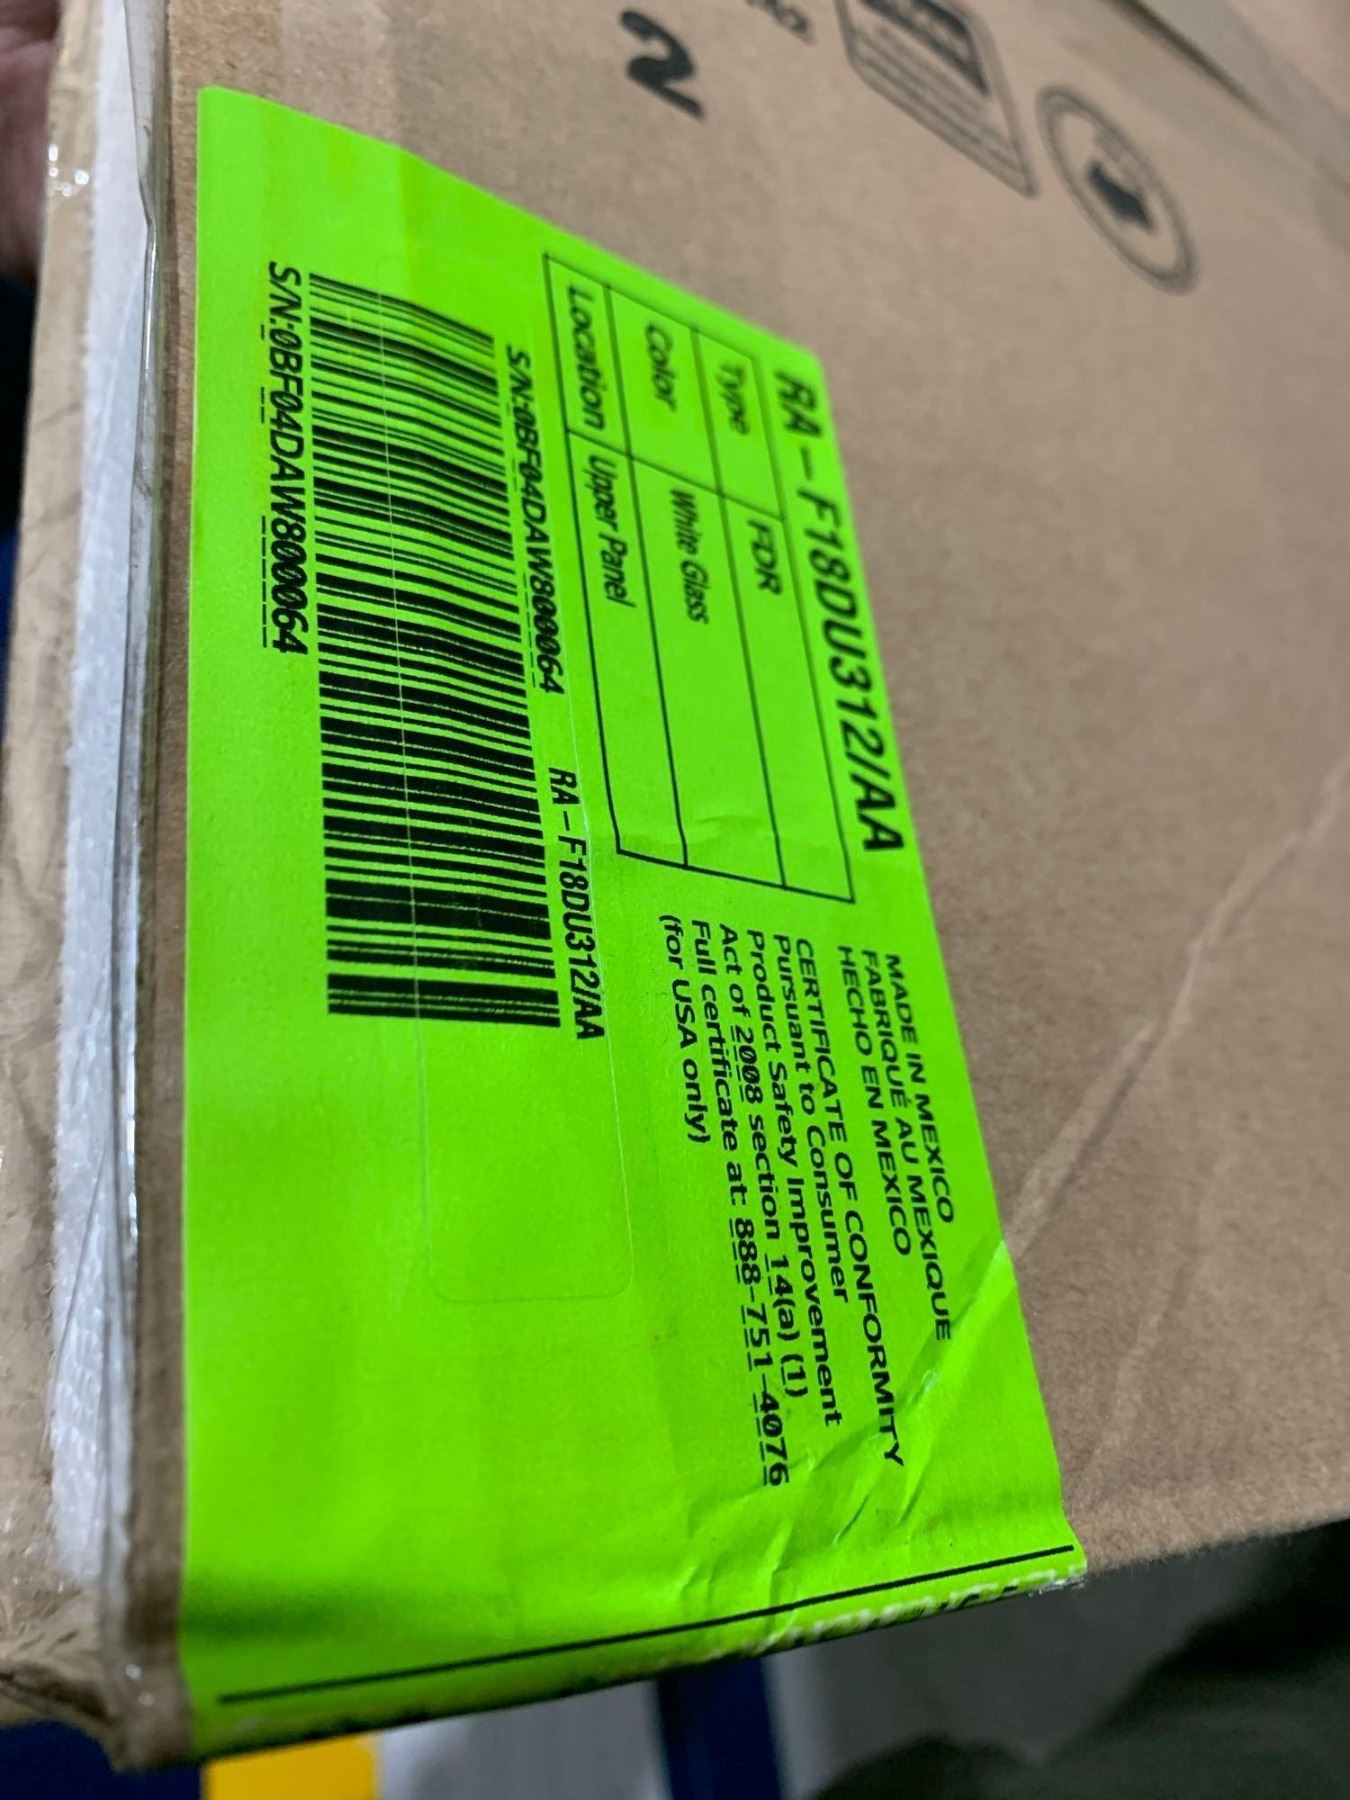 RA-F18DU312/AA
Type FDR
Color White Glass
Location Upper Panel
MADE IN MEXICO
FABRIQUÉ AU MEXIQUE
HECHO EN MEXICO
CERTIFICATE OF CONFORMITY
Pursuant to Consumer
Product Safety Improvement
Act of 2008 section 14(a) (1)
Full certificate at: 888-751-4076
(for USA only)
S/N:0BF04DAW800064 RA-F18DU312/AA
S/N:0BF04DAW800064